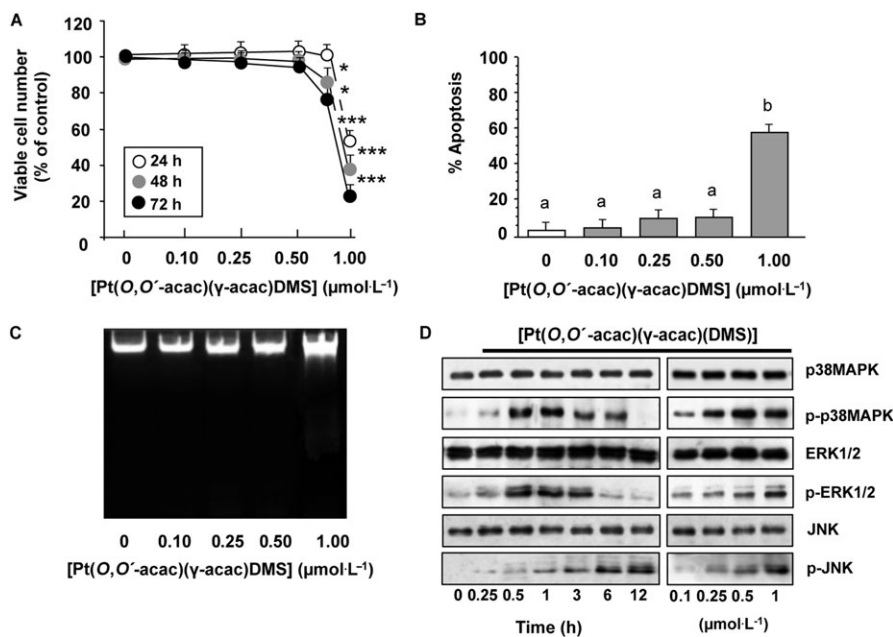 A
Viable cell number
(% of control)
120
100
80
60
40
20
0
*
*
***
***
***
24 h
48 h
72 h
0 0.10 0.25 0.50 1.00
[Pt(O,O´-acac)(γ-acac)DMS] (µmol·L⁻¹)
B
% Apoptosis
100
80
60
40
20
0
a a a a b
0 0.10 0.25 0.50 1.00
[Pt(O,O´-acac)(γ-acac)DMS] (µmol·L⁻¹)
C
0 0.10 0.25 0.50 1.00
[Pt(O,O´-acac)(γ-acac)DMS] (µmol·L⁻¹)
D
[Pt(O,O´-acac)(γ-acac)(DMS)]
p38MAPK
p-p38MAPK
ERK1/2
p-ERK1/2
JNK
p-JNK
0 0.25 0.5 1 3 6 12 0.1 0.25 0.5 1
Time (h) (µmol·L⁻¹)